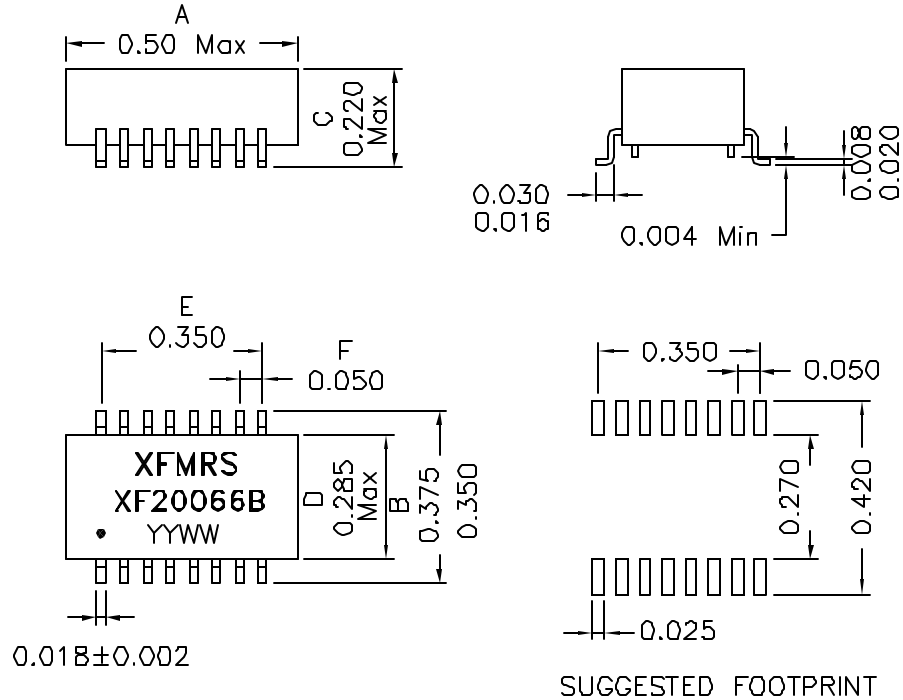 A
0.50 Max
C
0.220
Max
0.030
0.016
0.004 Min
0.008
0.020
E
0.350
F
0.050
XFMRS
XF20066B
YYWW
D
0.285
Max
B
0.375
0.350
0.018±0.002
0.350
0.050
0.270
0.420
0.025
SUGGESTED FOOTPRINT